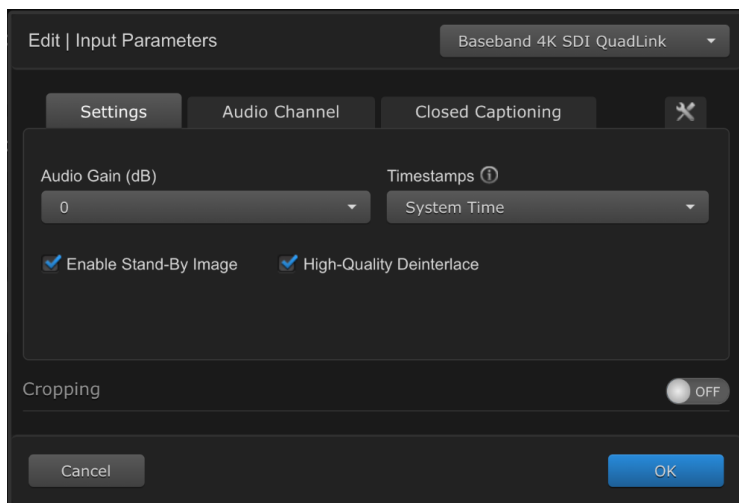 Edit | Input Parameters
Baseband 4K SDI QuadLink
Settings
Audio Channel
Closed Captioning
Audio Gain (dB)
Timestamps
0
System Time
Enable Stand-By Image
High-Quality Deinterlace
Cropping
OFF
Cancel
OK